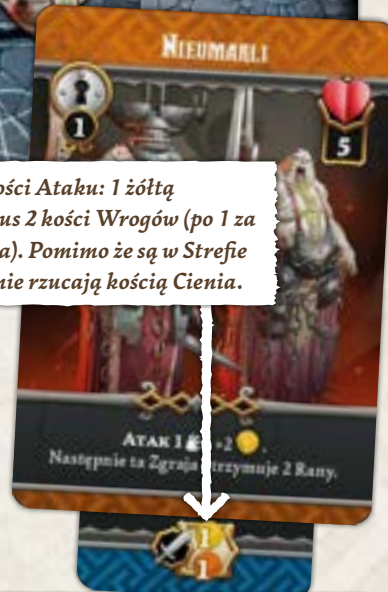 Nieumarli
1
5
ości Ataku: 1 żółtą
us 2 kości Wrogów (po 1 za
a). Pomimo że są w Strefie
nie rzucają kością Cienia.
Atak 1 +2 .
Następnie ta Zgraja trzymuje 2 Rany.
1
1